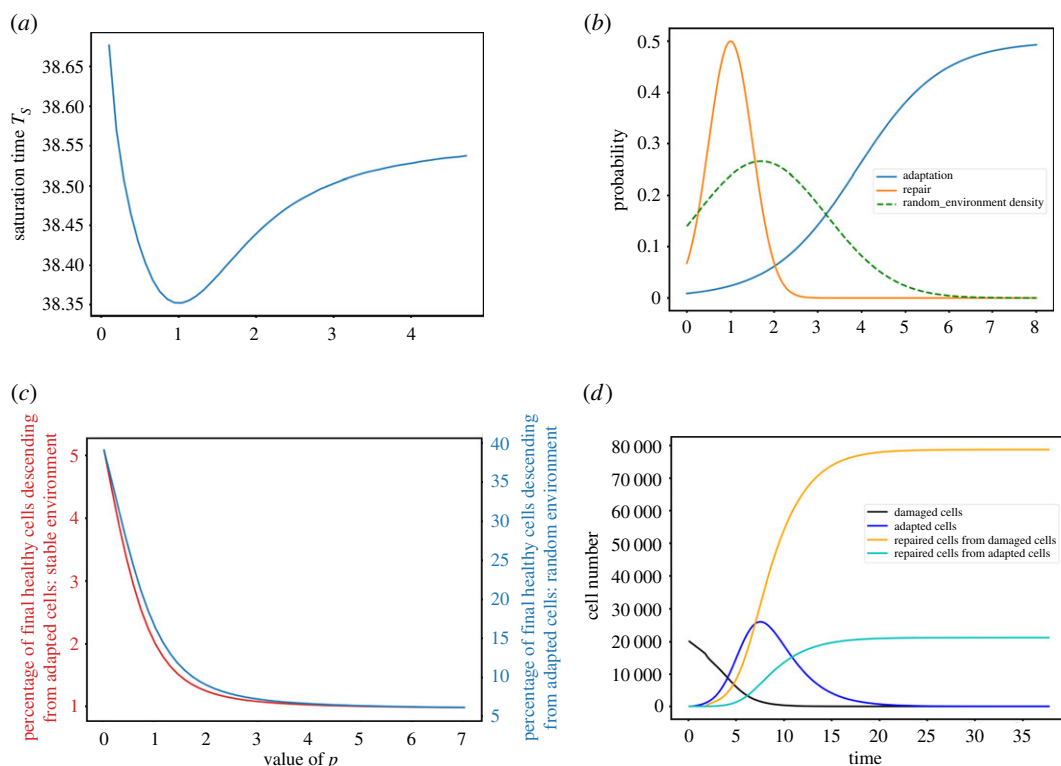 (a)
saturation time T_S
38.65
38.60
38.55
38.50
38.45
38.40
38.35
0 1 2 3 4
(b)
probability
0.5
0.4
0.3
0.2
0.1
0
adaptation
repair
random_environment density
0 1 2 3 4 5 6 7 8
(c)
percentage of final healthy cells descending
from adapted cells: stable environment
5
4
3
2
1
40
35
30
25
20
15
10
5
percentage of final healthy cells descending
from adapted cells: random environment
0 1 2 3 4 5 6 7
value of p
(d)
cell number
80 000
70 000
60 000
50 000
40 000
30 000
20 000
10 000
0
damaged cells
adapted cells
repaired cells from damaged cells
repaired cells from adapted cells
0 5 10 15 20 25 30 35
time